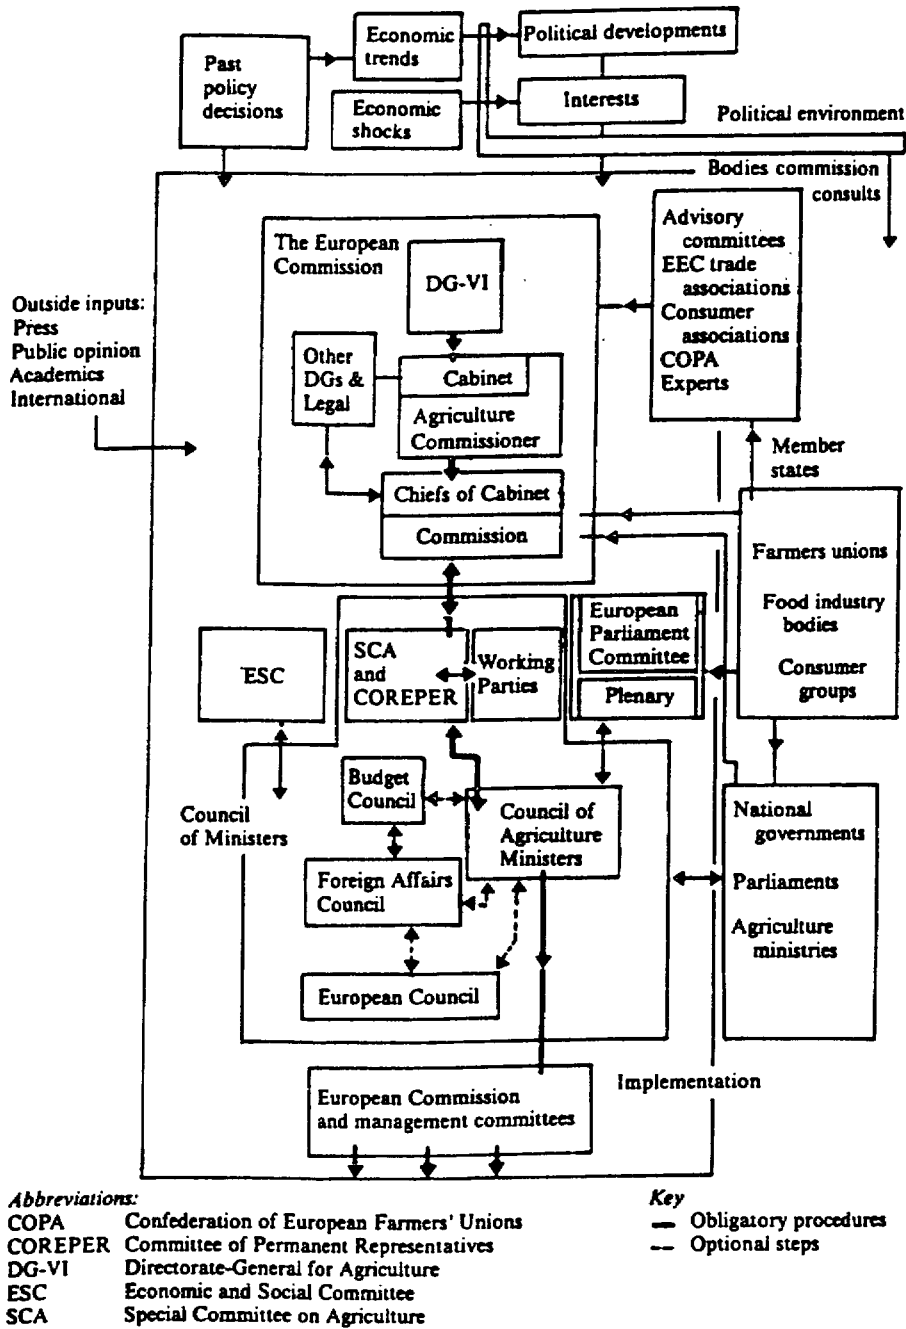 Past
policy
decisions
Economic
trends
Economic
shocks
Political developments
Interests
Political environment
Bodies commission
consults
Advisory
committees
EEC trade
associations
Consumer
associations
COPA
Experts
The European
Commission
DG-VI
Outside inputs:
Press
Public opinion
Academics
International
Other
DGs &
Legal
Cabinet
Agriculture
Commissioner
Chiefs of Cabinet
Commission
Member
states
Farmers unions
Food industry
bodies
Consumer
groups
European
Parliament
Committee
Plenary
ESC
SCA
and
COREPER
Working
Parties
Council
of Ministers
Budget
Council
Council of
Agriculture
Ministers
Foreign Affairs
Council
European Council
National
governments
Parliaments
Agriculture
ministries
Implementation
European Commission
and management committees
Abbreviations:
COPA Confederation of European Farmers' Unions
COREPER Committee of Permanent Representatives
DG-VI Directorate-General for Agriculture
ESC Economic and Social Committee
SCA Special Committee on Agriculture
Key
Obligatory procedures
Optional steps